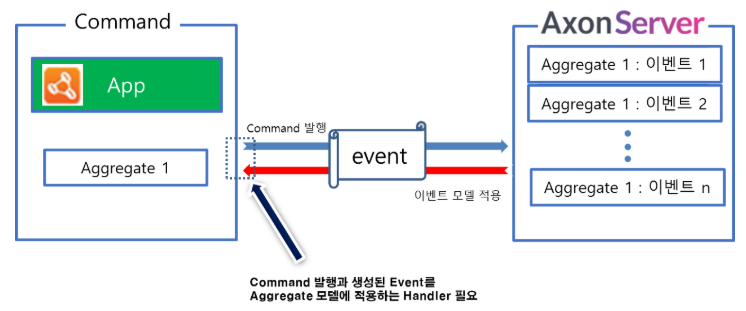 Command
AxonServer
App
Aggregate 1 : 이벤트 1
Aggregate 1 : 이벤트 2
Command 발행
event
Aggregate 1
이벤트 모델 적용
Aggregate 1 : 이벤트 n
Command 발행과 생성된 Event를
Aggregate 모델에 적용하는 Handler 필요